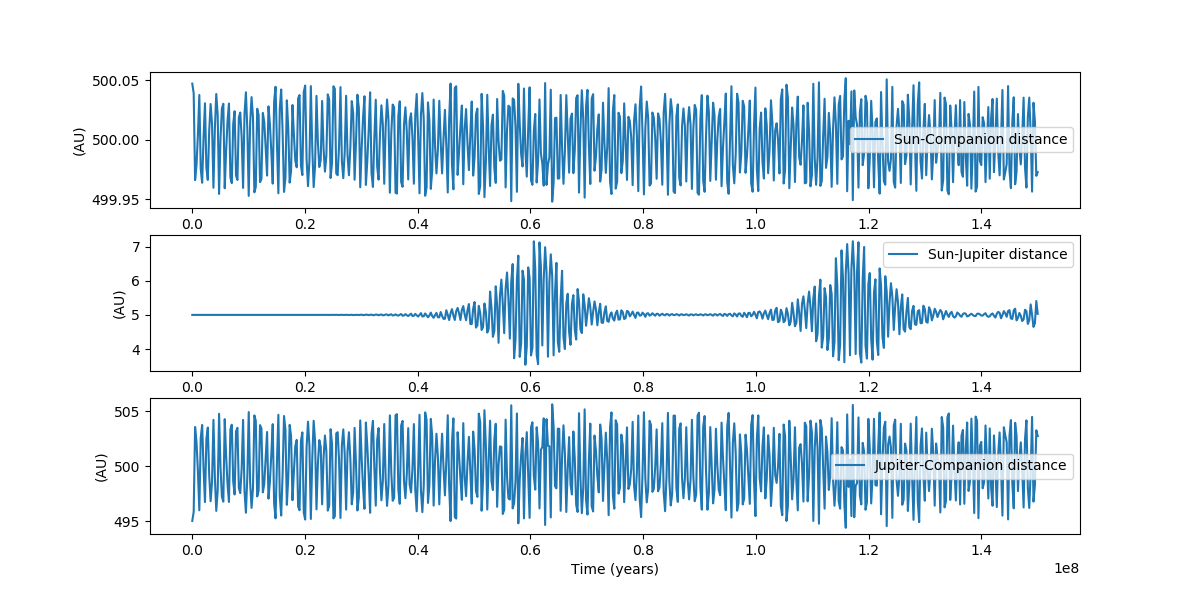 500.05
500.00
499.95
(AU)
Sun-Companion distance
0.0 0.2 0.4 0.6 0.8 1.0 1.2 1.4
7
6
5
4
(AU)
Sun-Jupiter distance
0.0 0.2 0.4 0.6 0.8 1.0 1.2 1.4
505
500
495
(AU)
Jupiter-Companion distance
0.0 0.2 0.4 0.6 0.8 1.0 1.2 1.4
Time (years)
1e8